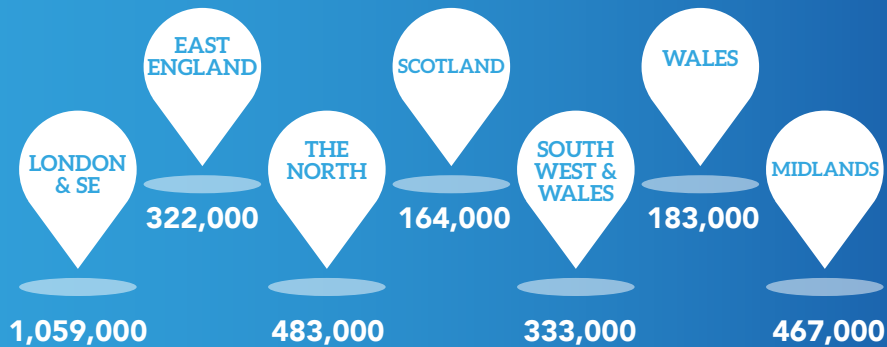 LONDON
& SE
1,059,000
EAST
ENGLAND
322,000
THE
NORTH
483,000
SCOTLAND
164,000
SOUTH
WEST &
WALES
333,000
WALES
183,000
MIDLANDS
467,000